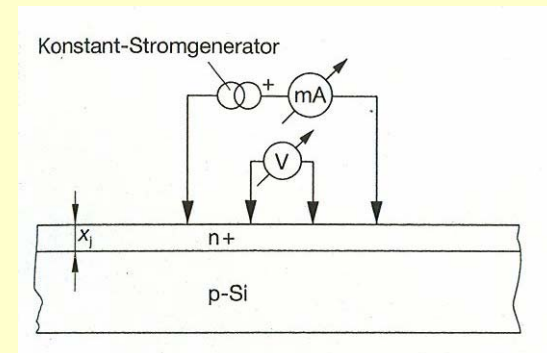 Konstant-Stromgenerator
+
mA
V
xj
n+
p-Si